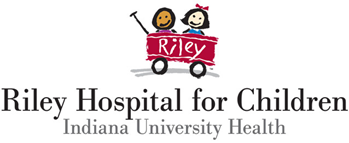 Riley
Riley Hospital for Children
Indiana University Health